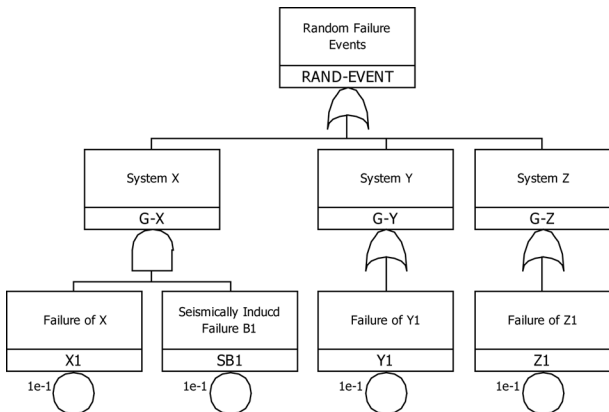 Random Failure
Events
RAND-EVENT
System X
G-X
System Y
G-Y
System Z
G-Z
Failure of X
X1
1e-1
Seismically Inducd
Failure B1
SB1
1e-1
Failure of Y1
Y1
1e-1
Failure of Z1
Z1
1e-1